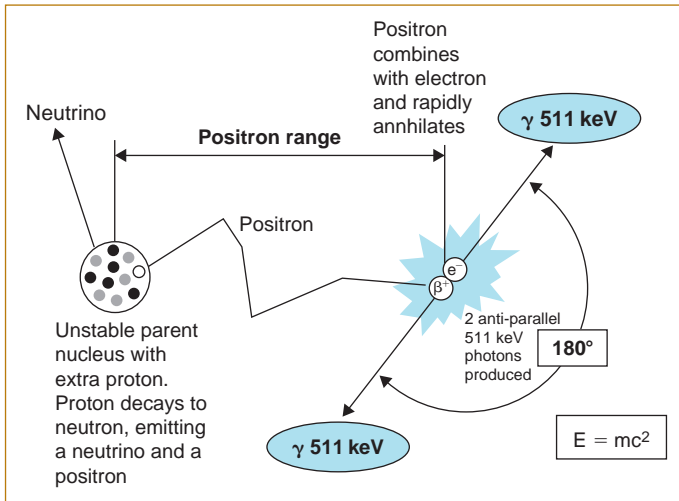 Positron
combines
with electron
and rapidly
annhilates
γ 511 keV
Neutrino
Positron range
Positron
e−
β+
2 anti-parallel
511 keV
photons
produced
180°
Unstable parent
nucleus with
extra proton.
Proton decays to
neutron, emitting
a neutrino and a
positron
γ 511 keV
E = mc²